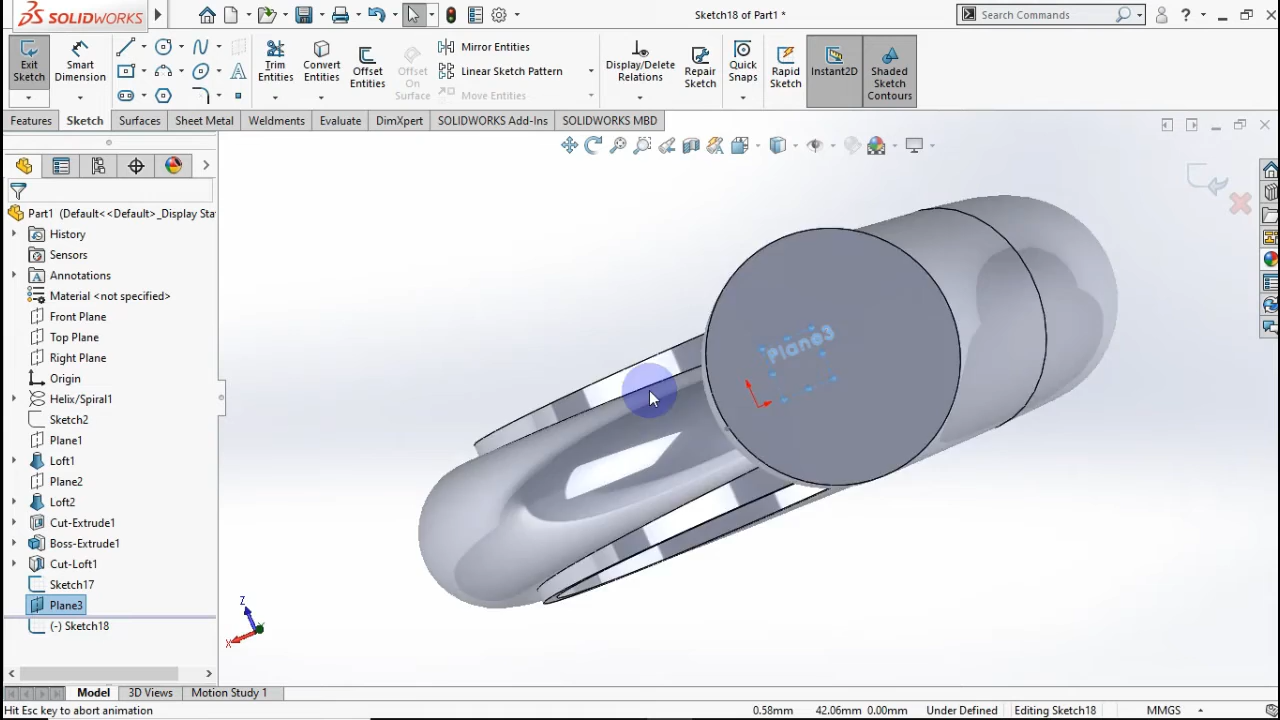 SOLIDWORKS
Sketch18 of Part1 *
Search Commands
?
Exit Sketch
Smart Dimension
Trim Entities
Convert Entities
Offset Entities
Offset On Surface
Mirror Entities
Linear Sketch Pattern
Move Entities
Display/Delete Relations
Repair Sketch
Quick Snaps
Rapid Sketch
Instant2D
Shaded Sketch Contours
Features
Sketch
Surfaces
Sheet Metal
Weldments
Evaluate
DimXpert
SOLIDWORKS Add-Ins
SOLIDWORKS MBD
Part1 (Default<<Default>_Display Sta
History
Sensors
Annotations
Material <not specified>
Front Plane
Top Plane
Right Plane
Origin
Helix/Spiral1
Sketch2
Plane1
Loft1
Plane2
Loft2
Cut-Extrude1
Boss-Extrude1
Cut-Loft1
Sketch17
Plane3
(-) Sketch18
Plane3
Z
X
Model
3D Views
Motion Study 1
Hit Esc key to abort animation
0.58mm
42.06mm 0.00mm
Under Defined
Editing Sketch18
MMGS